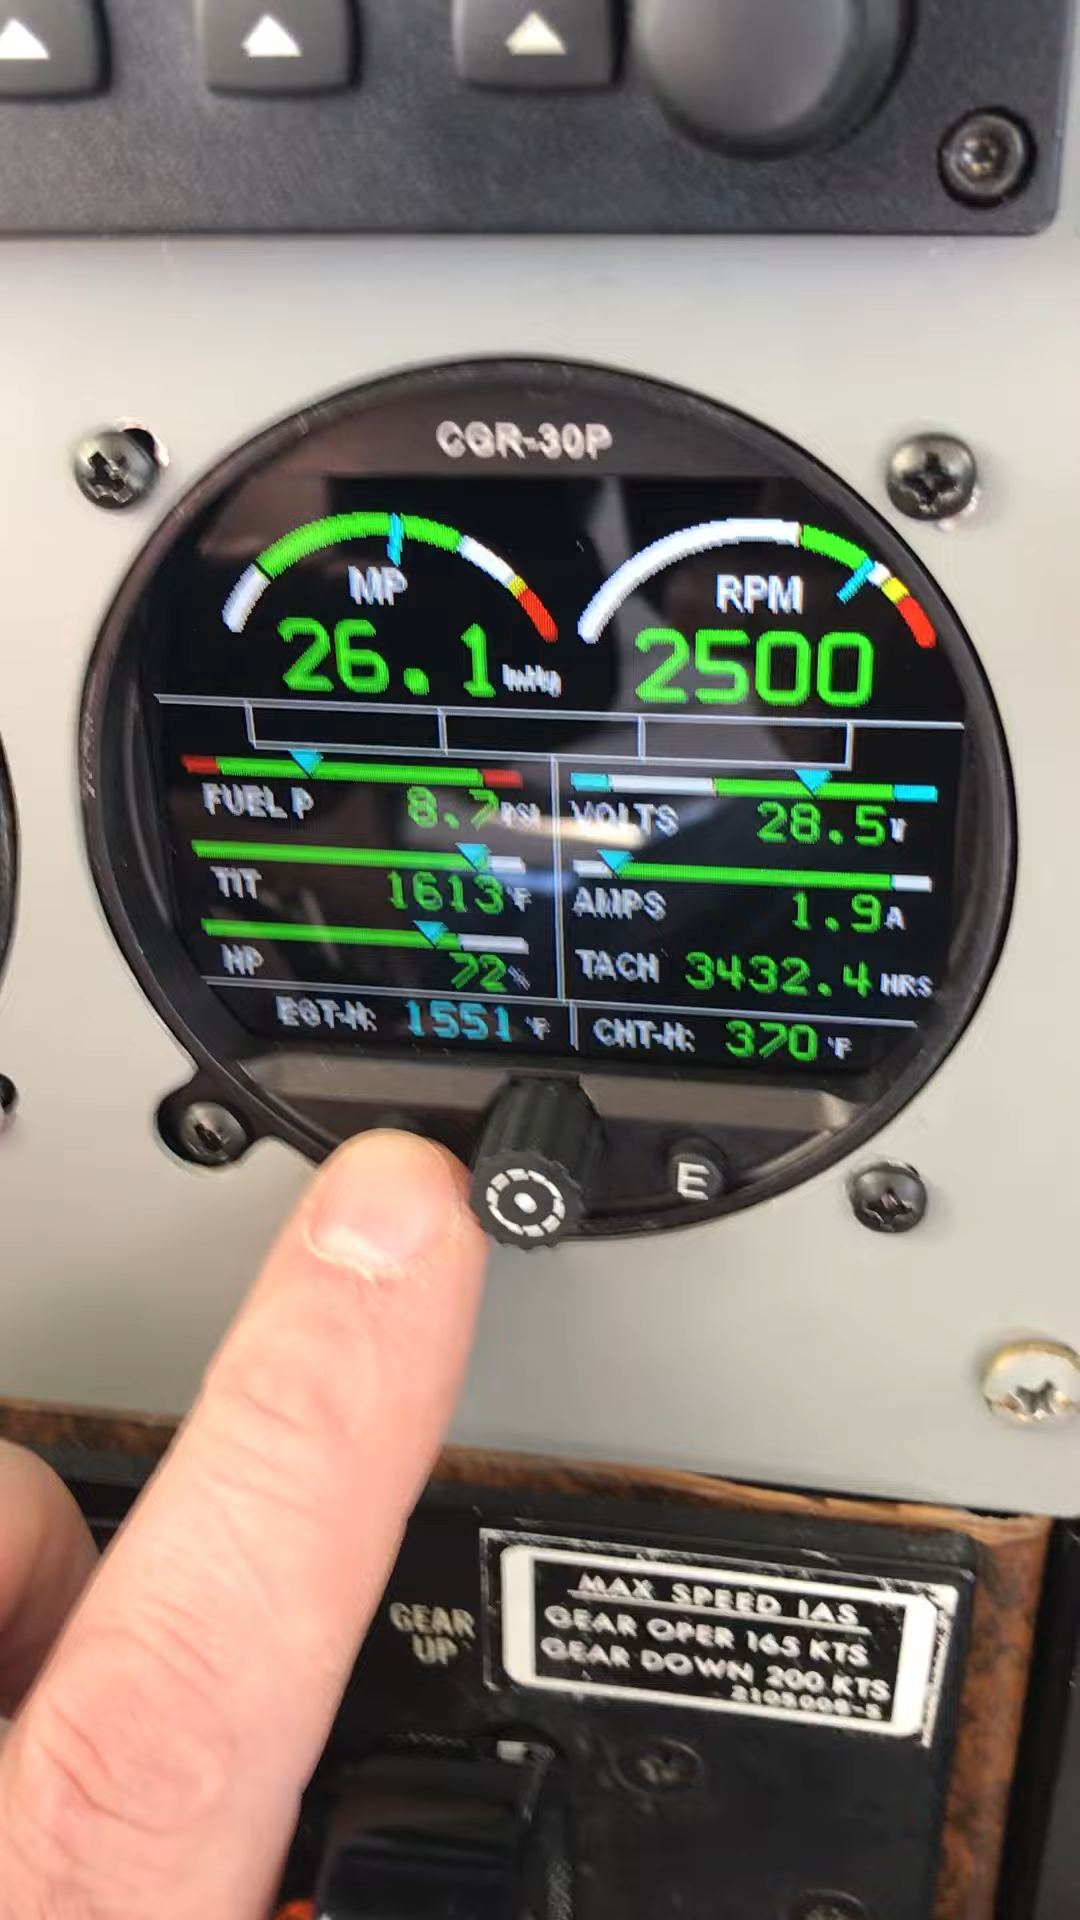 CGR-30P
MP
26.1 InHg
RPM
2500
FUEL P 8.7 PSI
VOLTS 28.5 V
TIT 1613 °F
AMPS 1.9 A
HP 72 %
TACH 3432.4 HRS
EGT-H: 1551 °F
CHT-H: 370 °F
E
GEAR
UP
MAX SPEED IAS
GEAR OPER 165 KTS
GEAR DOWN 200 KTS
2105008-5